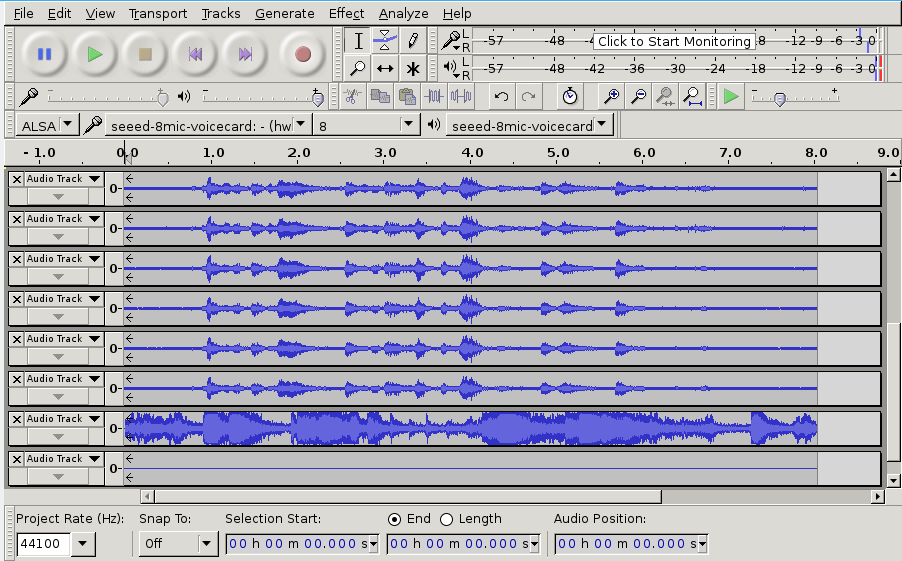 File Edit View Transport Tracks Generate Effect Analyze Help
L R -57 -48 -42 Click to Start Monitoring 18 -12 -9 -6 -3 0
L R -57 -48 -42 -36 -30 -24 -18 -12 -9 -6 -3 0
- + - + - +
ALSA seeed-8mic-voicecard: - (hw 8 seeed-8mic-voicecard
- 1.0 0.0 1.0 2.0 3.0 4.0 5.0 6.0 7.0 8.0 9.0
X Audio Track 0-
X Audio Track 0-
X Audio Track 0-
X Audio Track 0-
X Audio Track 0-
X Audio Track 0-
X Audio Track 0-
X Audio Track 0-
Project Rate (Hz): Snap To: Selection Start: End Length Audio Position:
44100 Off 00 h 00 m 00.000 s 00 h 00 m 00.000 s 00 h 00 m 00.000 s